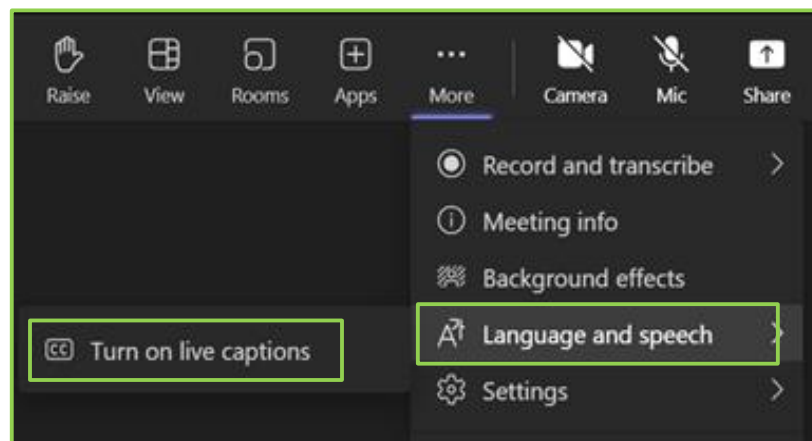 Raise View Rooms Apps More Camera Mic Share
Record and transcribe
Meeting info
Background effects
CC Turn on live captions
Language and speech
Settings